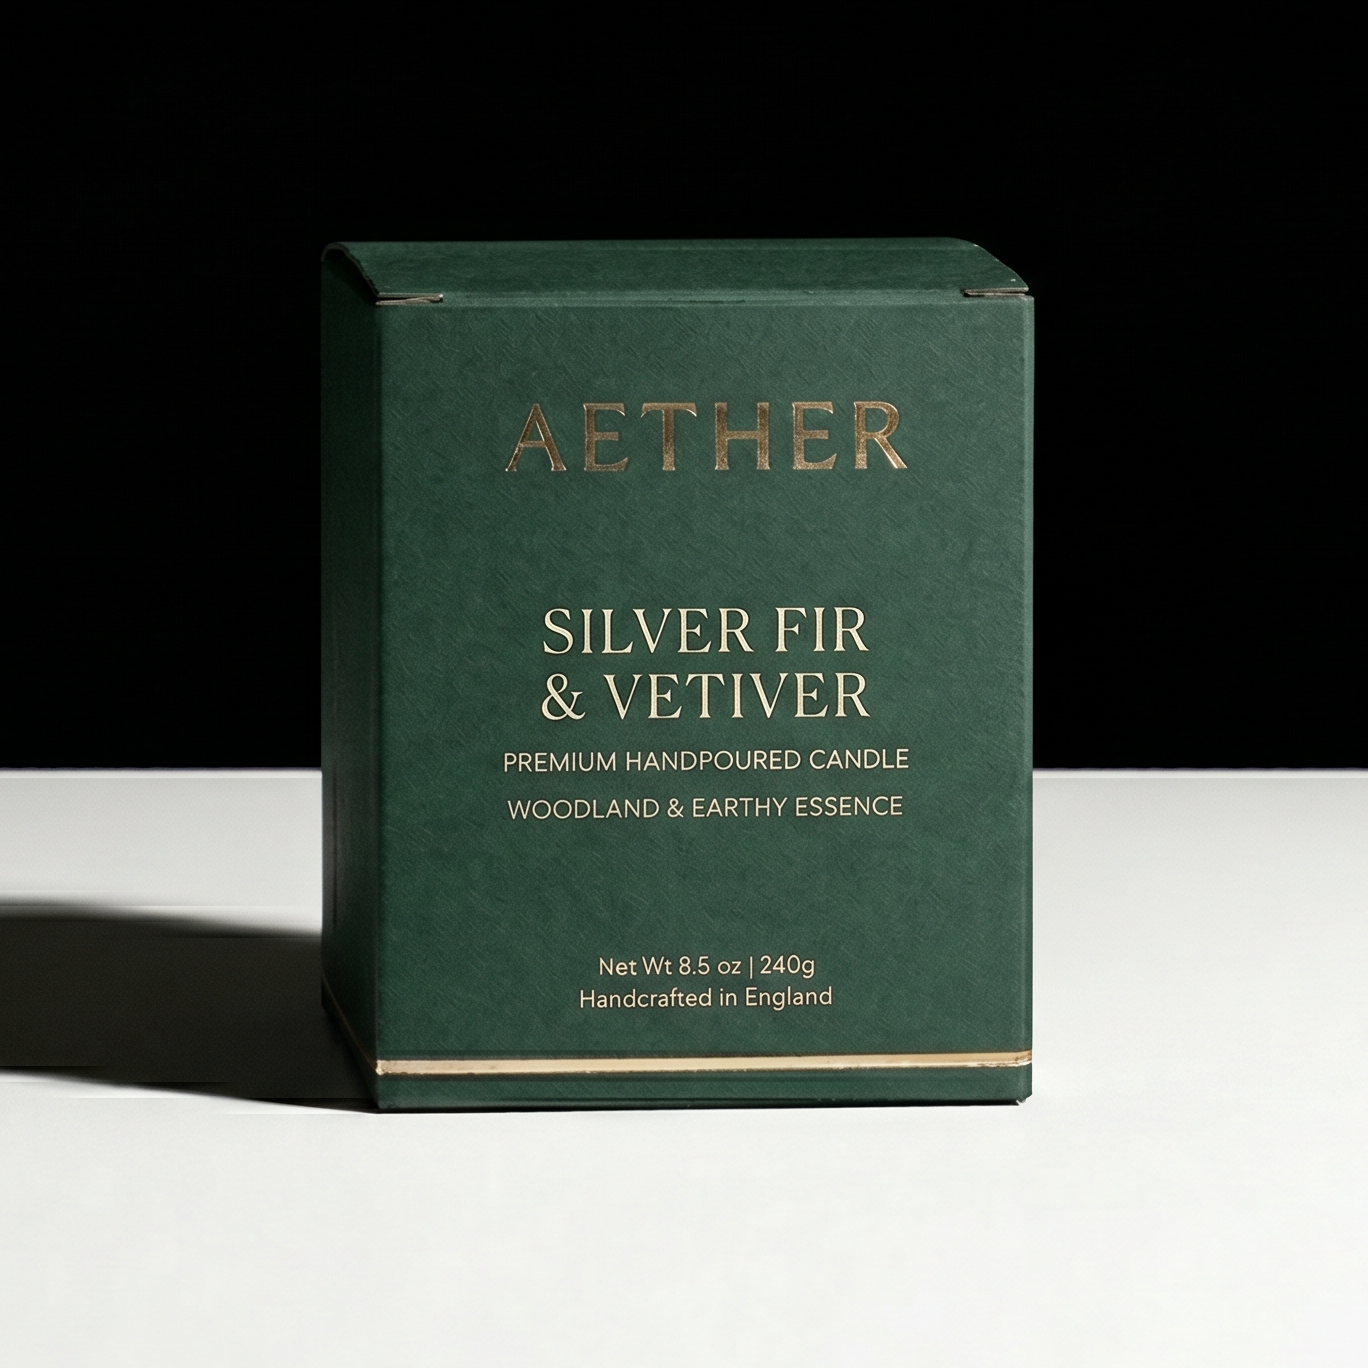 AETHER
SILVER FIR
& VETIVER
PREMIUM HANDPOURED CANDLE
WOODLAND & EARTHY ESSENCE
Net Wt 8.5 oz | 240g
Handcrafted in England